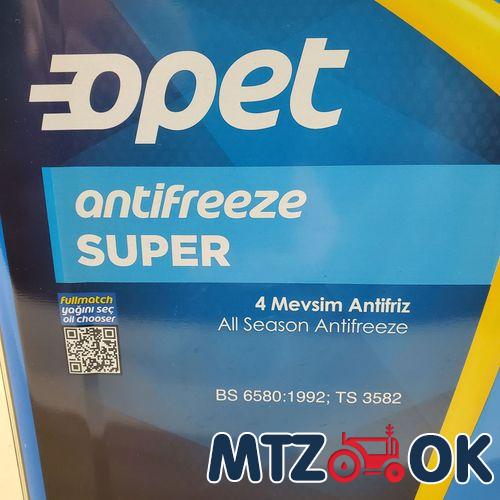 opet
antifreeze
SUPER
fullmatch
yağını seç
oil chooser
4 Mevsim Antifriz
All Season Antifreeze
BS 6580:1992; TS 3582
MTZ OK